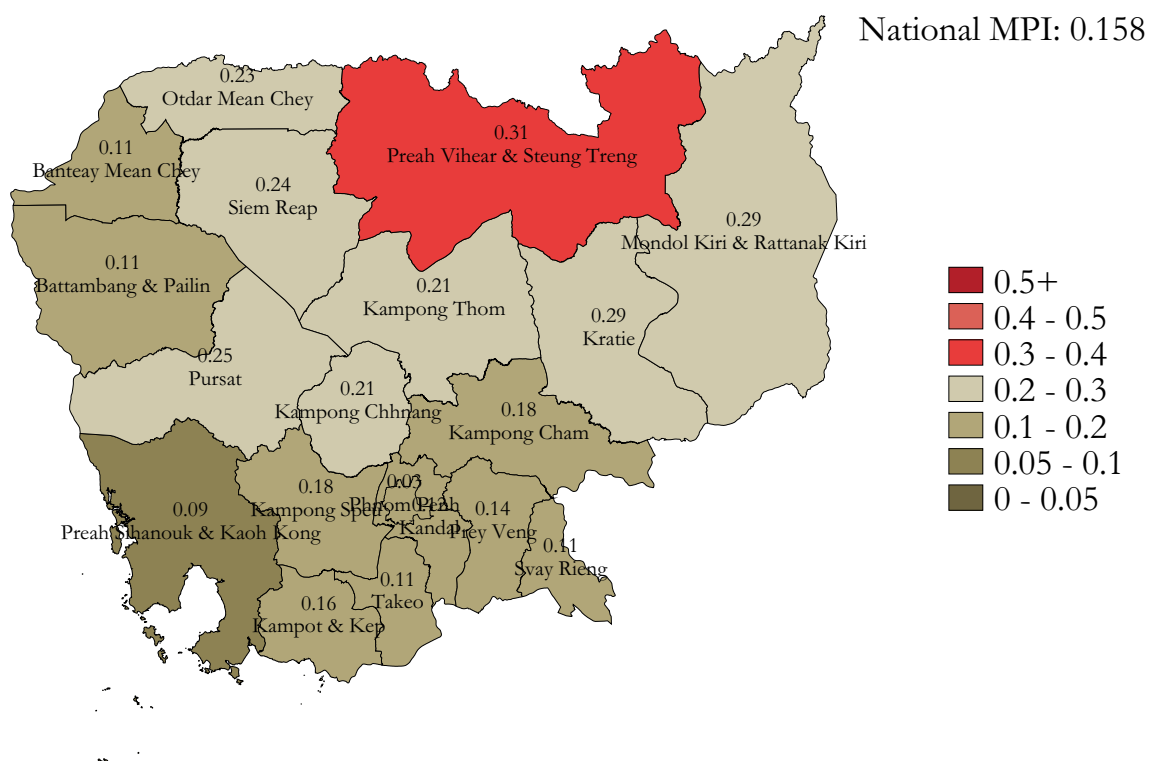 National MPI: 0.158
0.23
Otdar Mean Chey
0.31
Preah Vihear & Steung Treng
0.11
Banteay Mean Chey
0.24
Siem Reap
0.29
Mondol Kiri & Rattanak Kiri
0.11
Battambang & Pailin
0.21
Kampong Thom
0.29
Kratie
0.25
Pursat
0.21
Kampong Chhnang
0.18
Kampong Cham
0.03
Phnom Penh
0.18
Kampong Speu
0.09
Preah Sihanouk & Kaoh Kong
Kandal
0.14
Prey Veng
0.11
Svay Rieng
0.11
Takeo
0.16
Kampot & Kep
0.5+
0.4 - 0.5
0.3 - 0.4
0.2 - 0.3
0.1 - 0.2
0.05 - 0.1
0 - 0.05